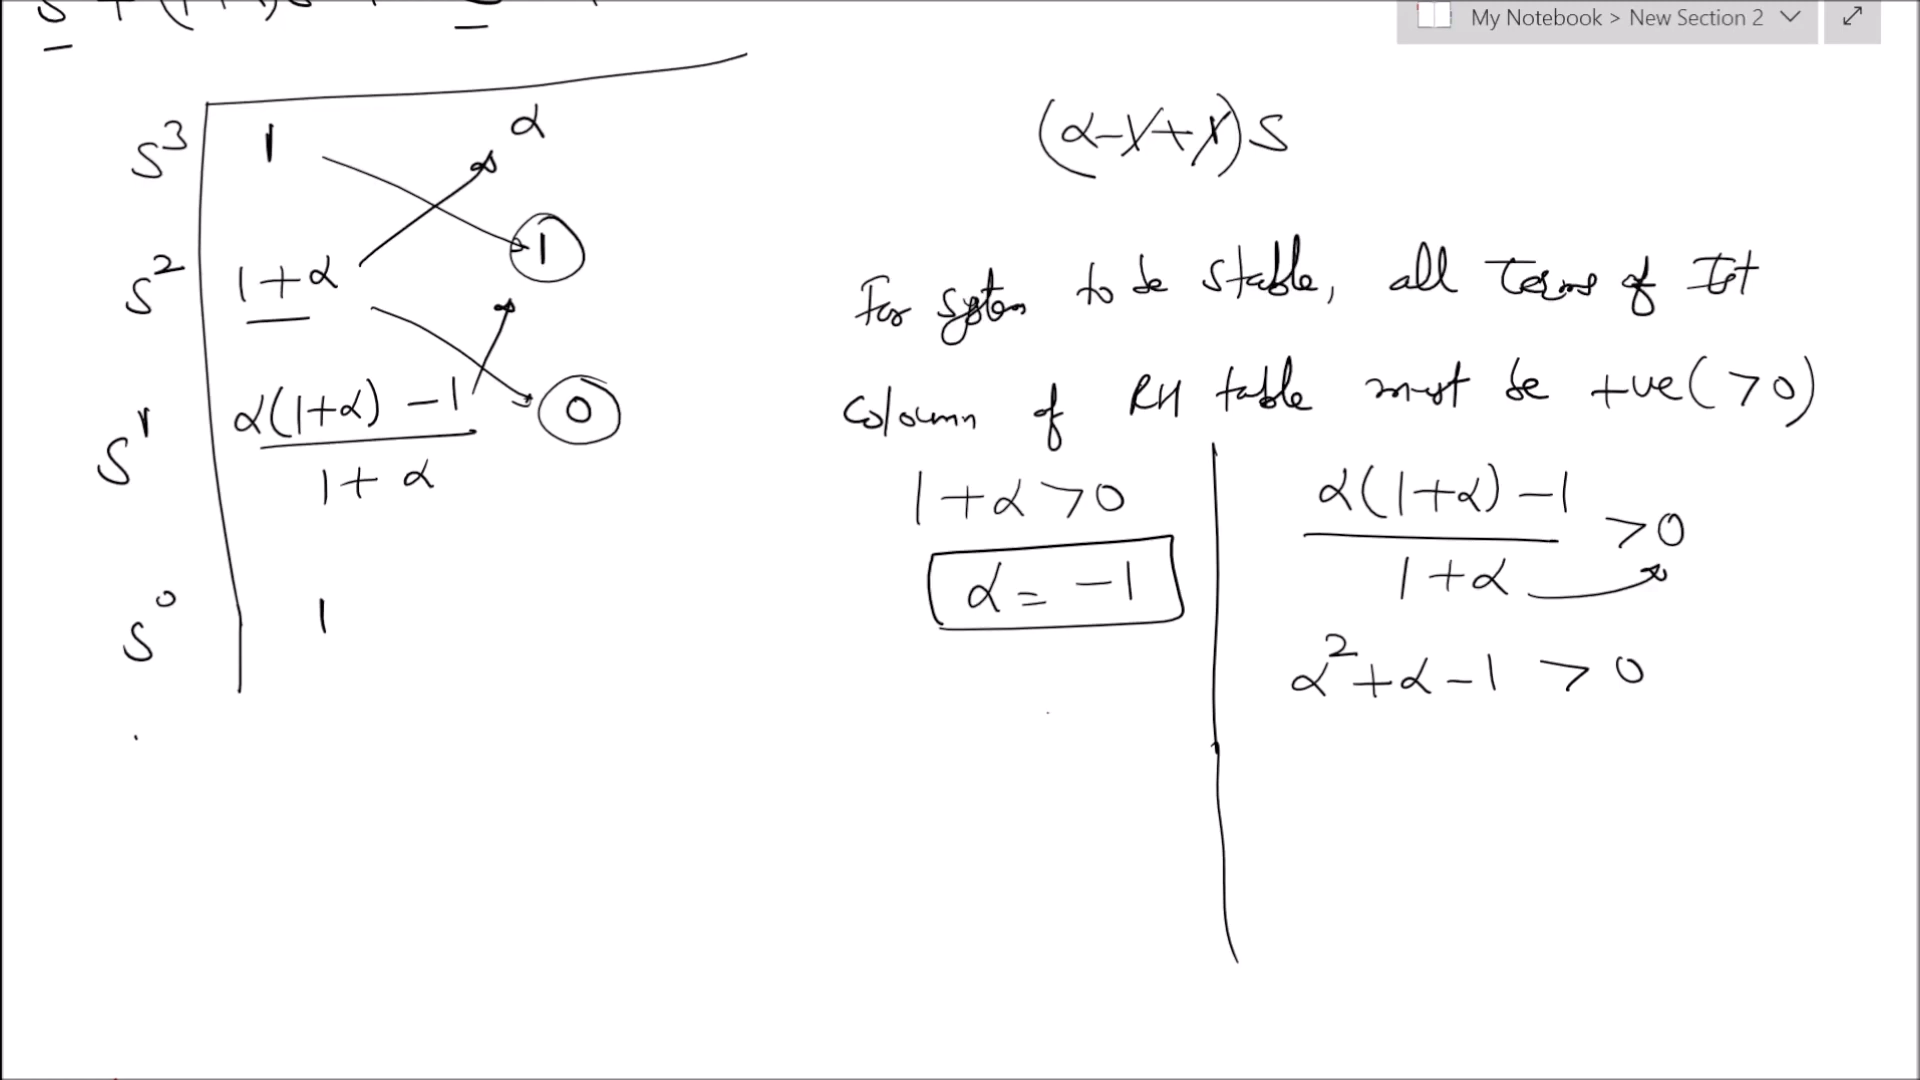 My Notebook > New Section 2
S³ 1 α
S² 1+α 1
S¹ α(1+α) -1 0
1+ α
S⁰ 1
(α-1+1)S
For system to be stable, all terms of Ist
coloumn of RH table must be +ve(>0)
1+α>0
α = -1
α(1+α) -1 >0
1+α
α²+α-1 > 0